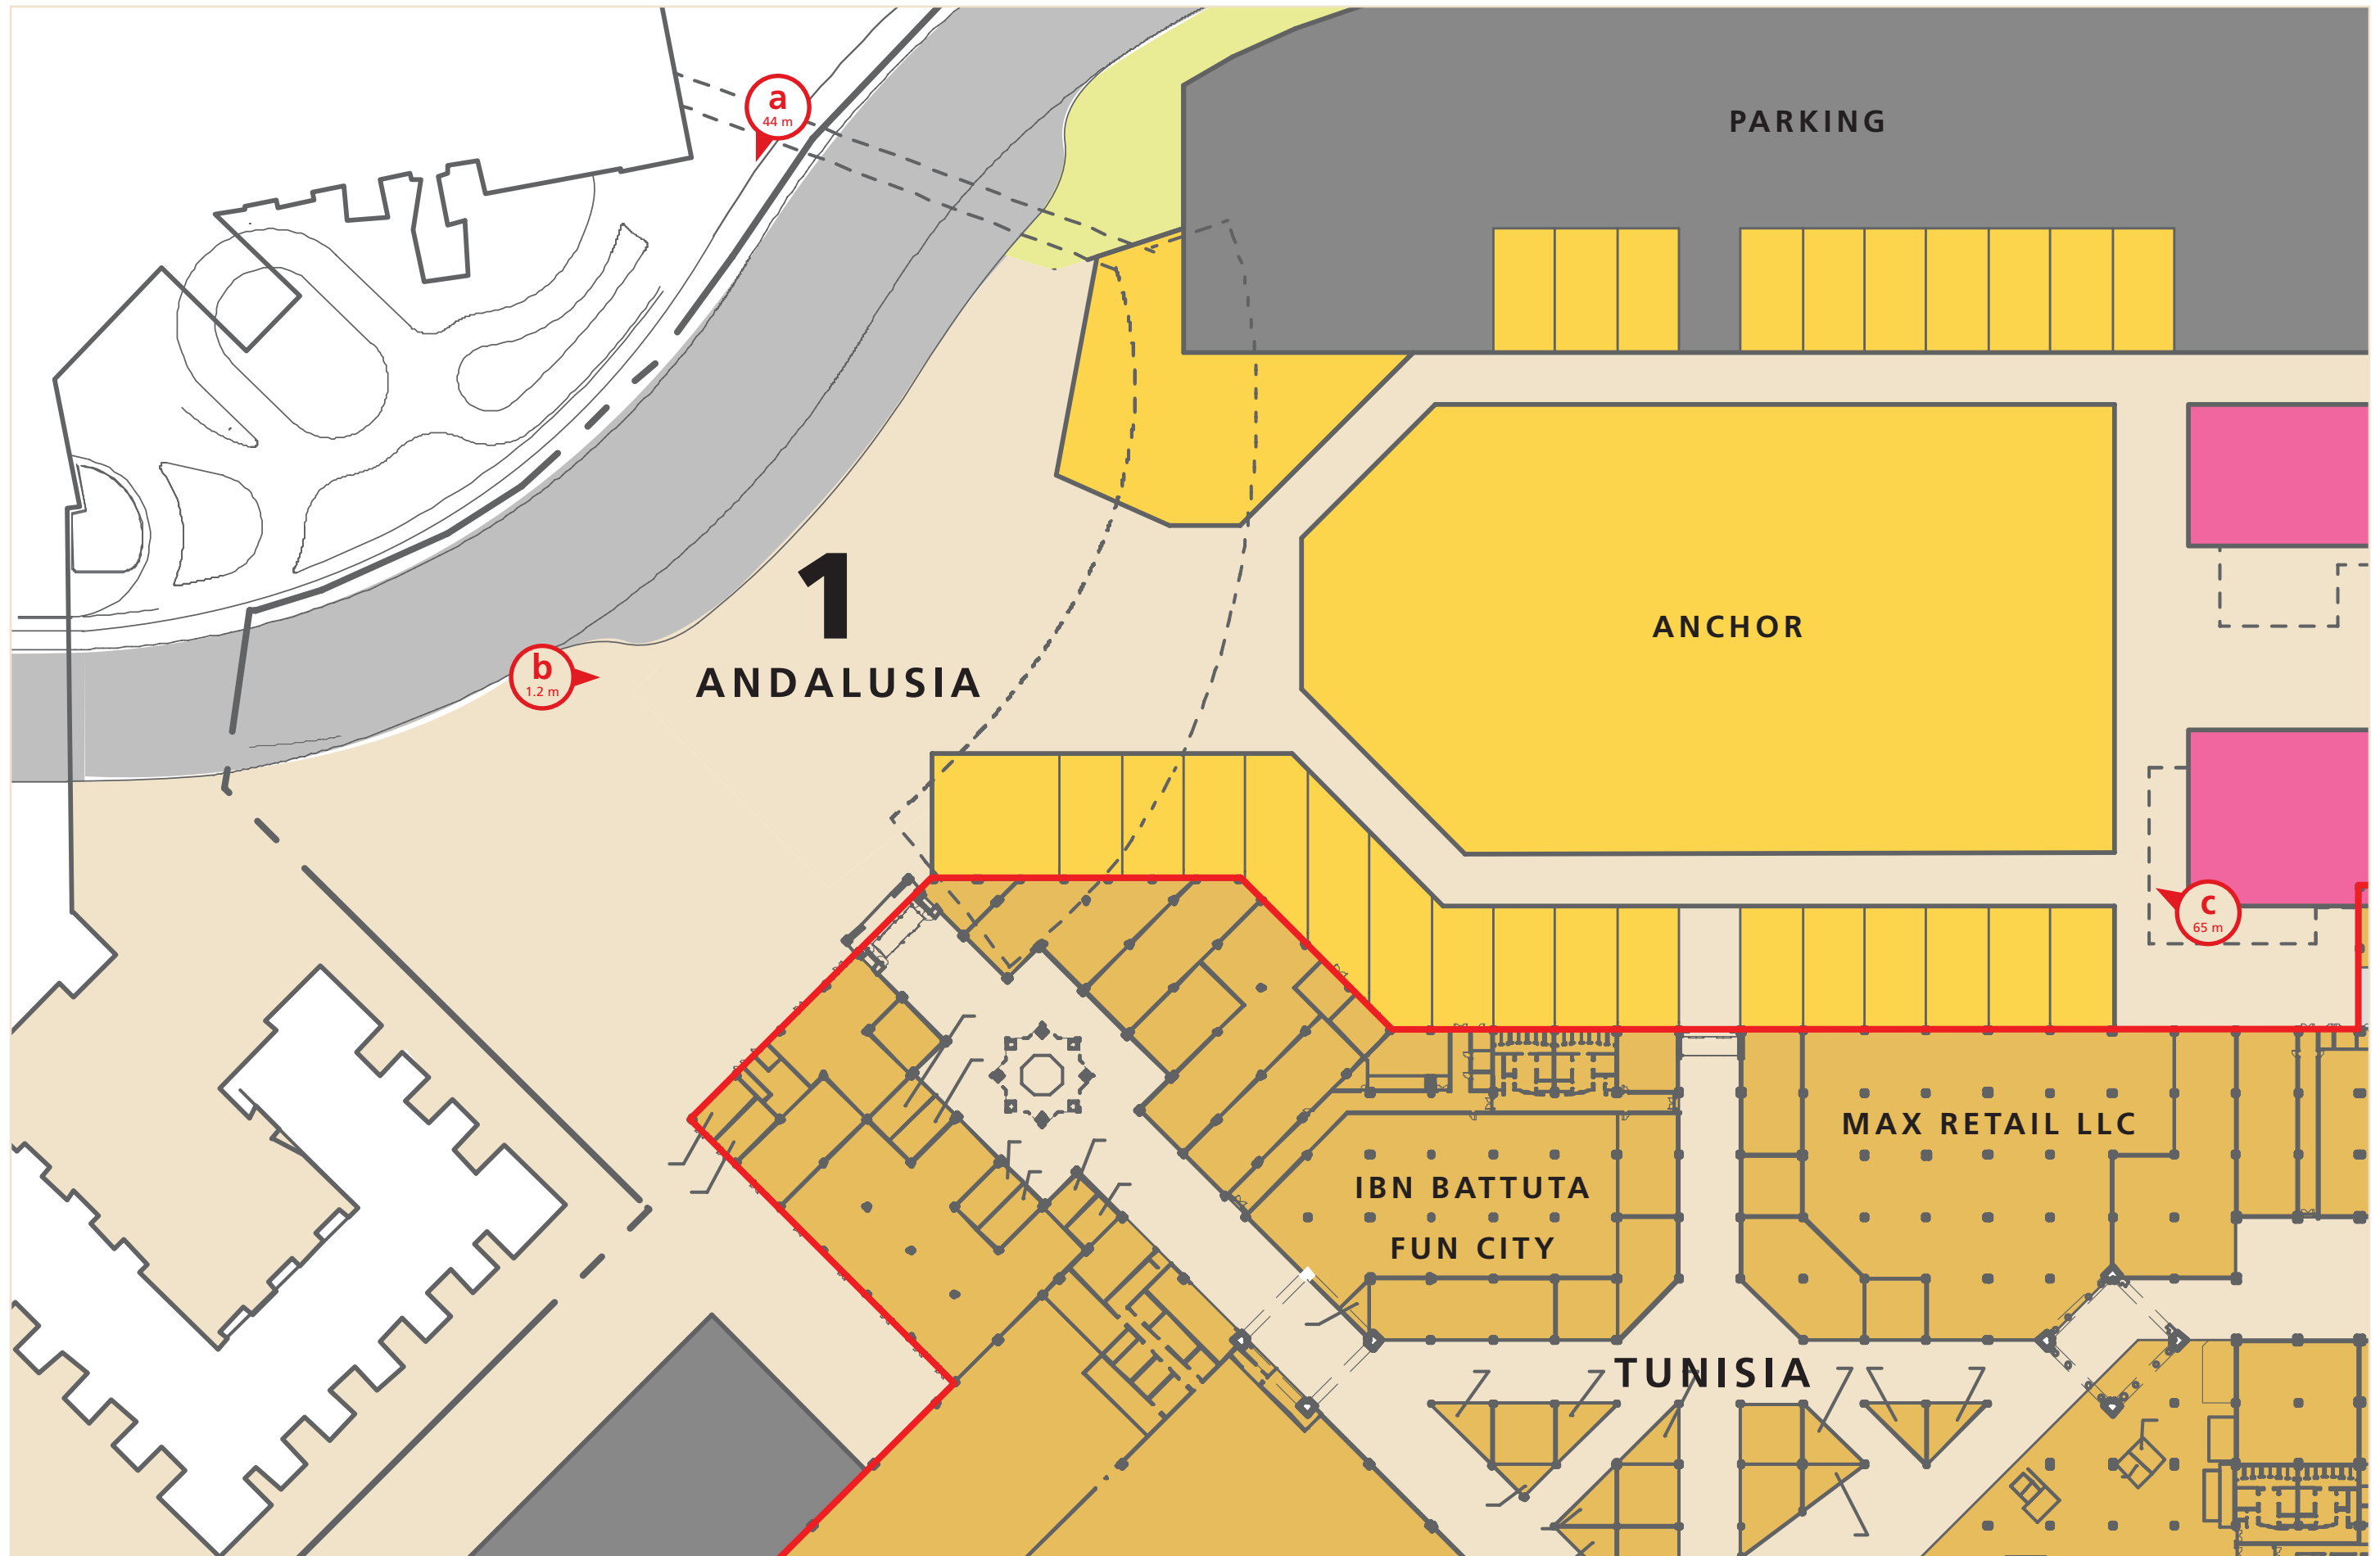 a
44 m
PARKING
1
ANDALUSIA
ANCHOR
b
1.2 m
c
65 m
MAX RETAIL LLC
IBN BATTUTA
FUN CITY
TUNISIA